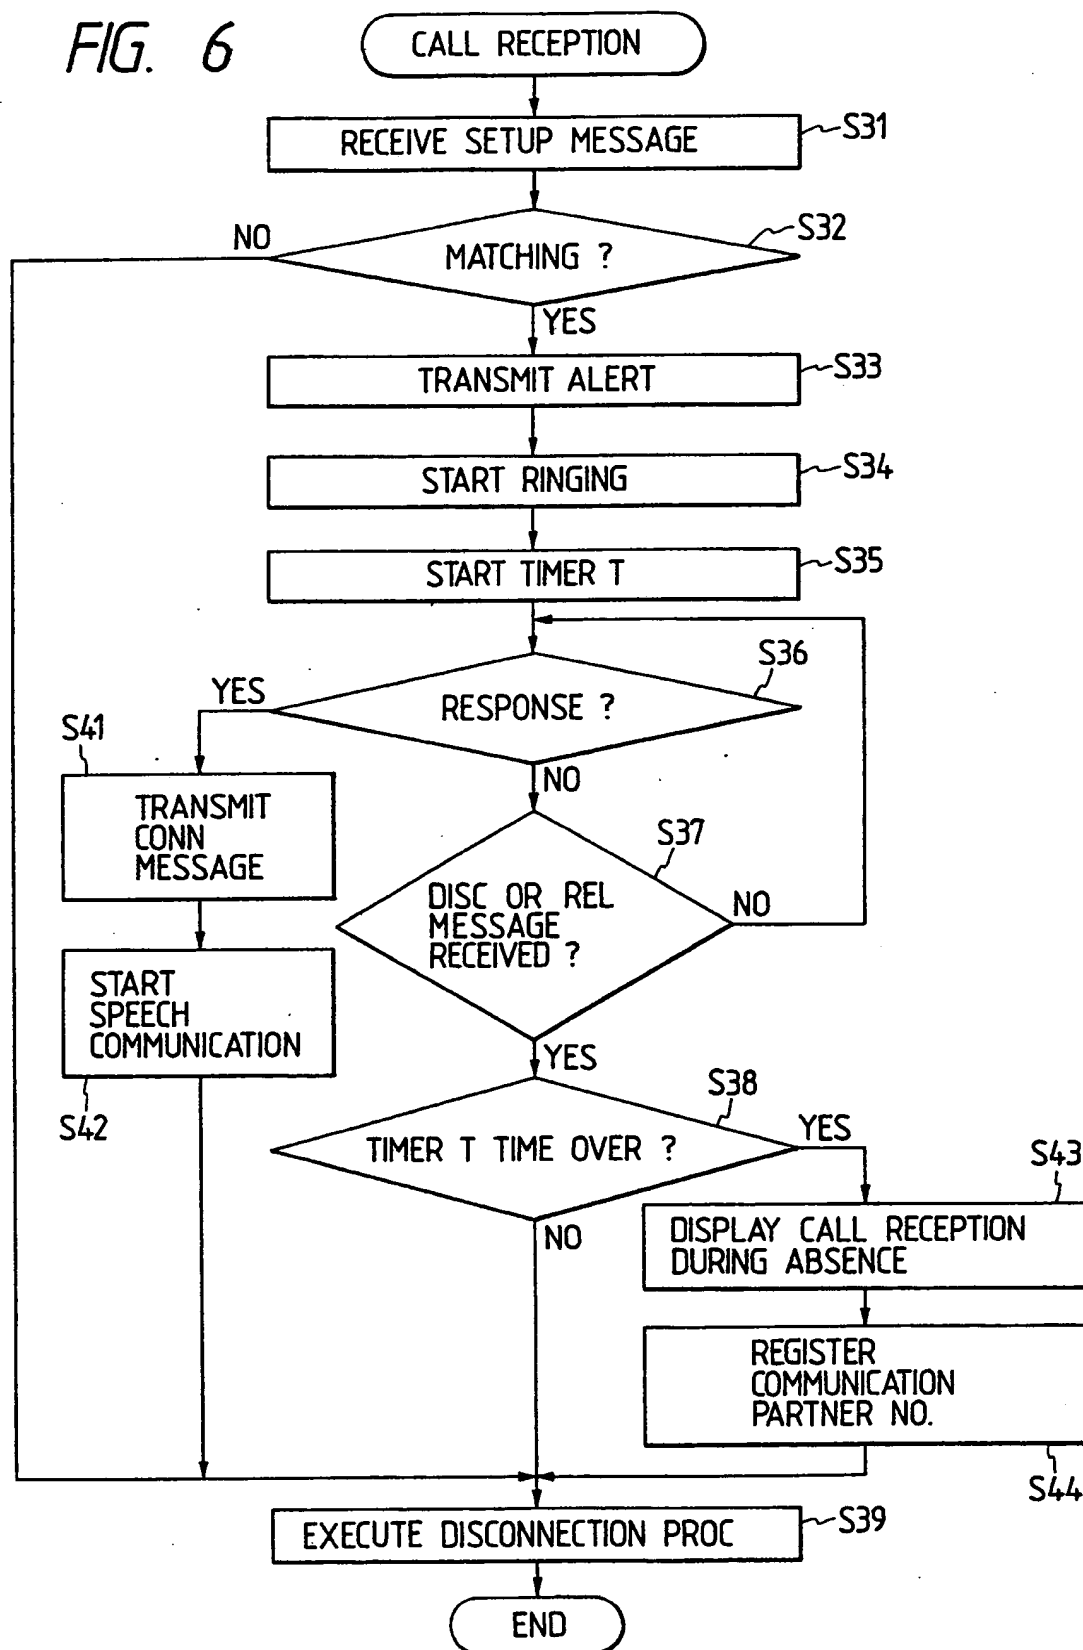 FIG. 6
CALL RECEPTION
RECEIVE SETUP MESSAGE
S31
MATCHING ?
S32
NO
YES
TRANSMIT ALERT
S33
START RINGING
S34
START TIMER T
S35
RESPONSE ?
S36
YES
NO
S41
TRANSMIT
CONN
MESSAGE
START
SPEECH
COMMUNICATION
S42
DISC OR REL
MESSAGE
RECEIVED ?
S37
NO
YES
TIMER T TIME OVER ?
S38
YES
NO
S43
DISPLAY CALL RECEPTION
DURING ABSENCE
REGISTER
COMMUNICATION
PARTNER NO.
S44
EXECUTE DISCONNECTION PROC
S39
END